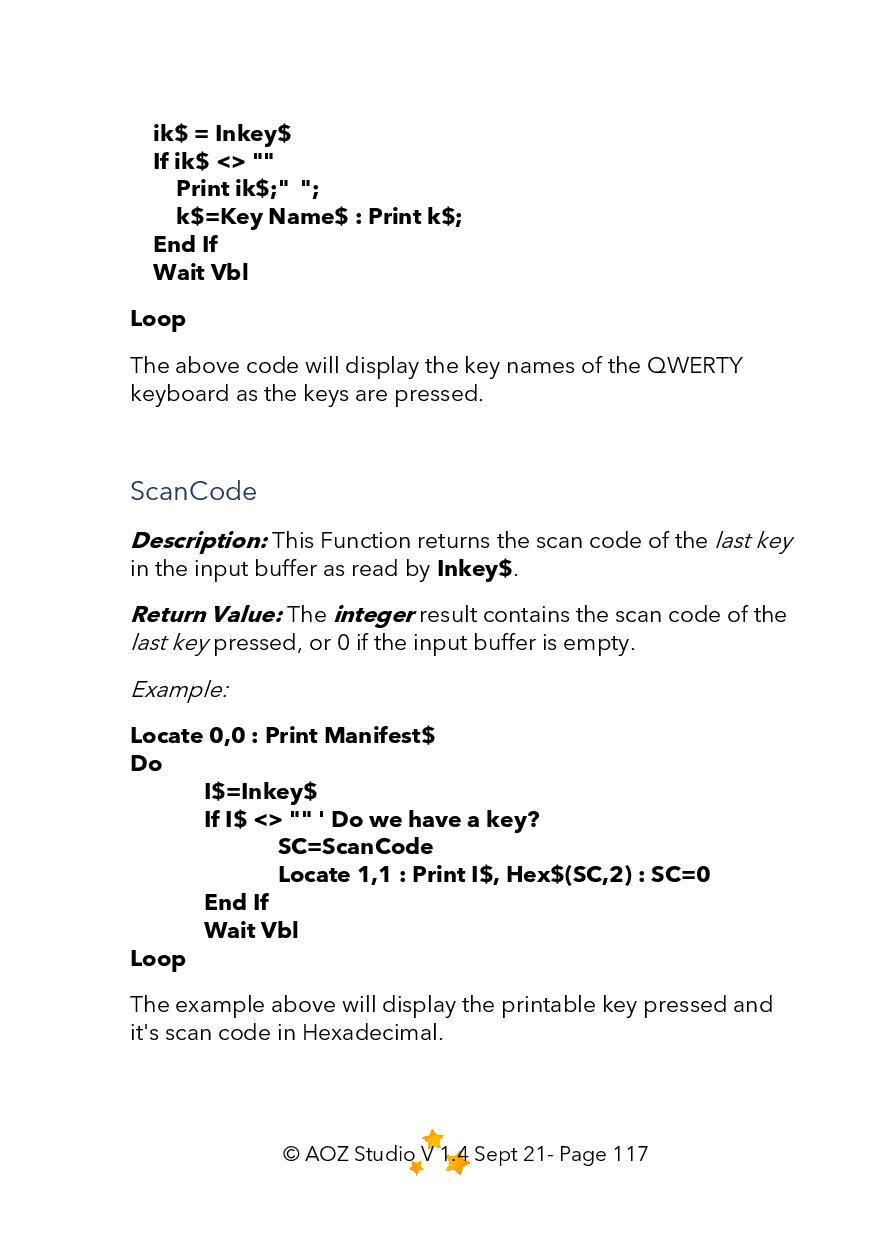 ik$ = Inkey$
If ik$ <> ""
Print ik$;"  ";
k$=Key Name$ : Print k$;
End If
Wait Vbl
Loop
The above code will display the key names of the QWERTY
keyboard as the keys are pressed.
ScanCode
Description: This Function returns the scan code of the last key
in the input buffer as read by Inkey$.
Return Value: The integer result contains the scan code of the
last key pressed, or 0 if the input buffer is empty.
Example:
Locate 0,0 : Print Manifest$
Do
I$=Inkey$
If I$ <> "" ' Do we have a key?
SC=ScanCode
Locate 1,1 : Print I$, Hex$(SC,2) : SC=0
End If
Wait Vbl
Loop
The example above will display the printable key pressed and
it's scan code in Hexadecimal.
© AOZ Studio V 1.4 Sept 21- Page 117